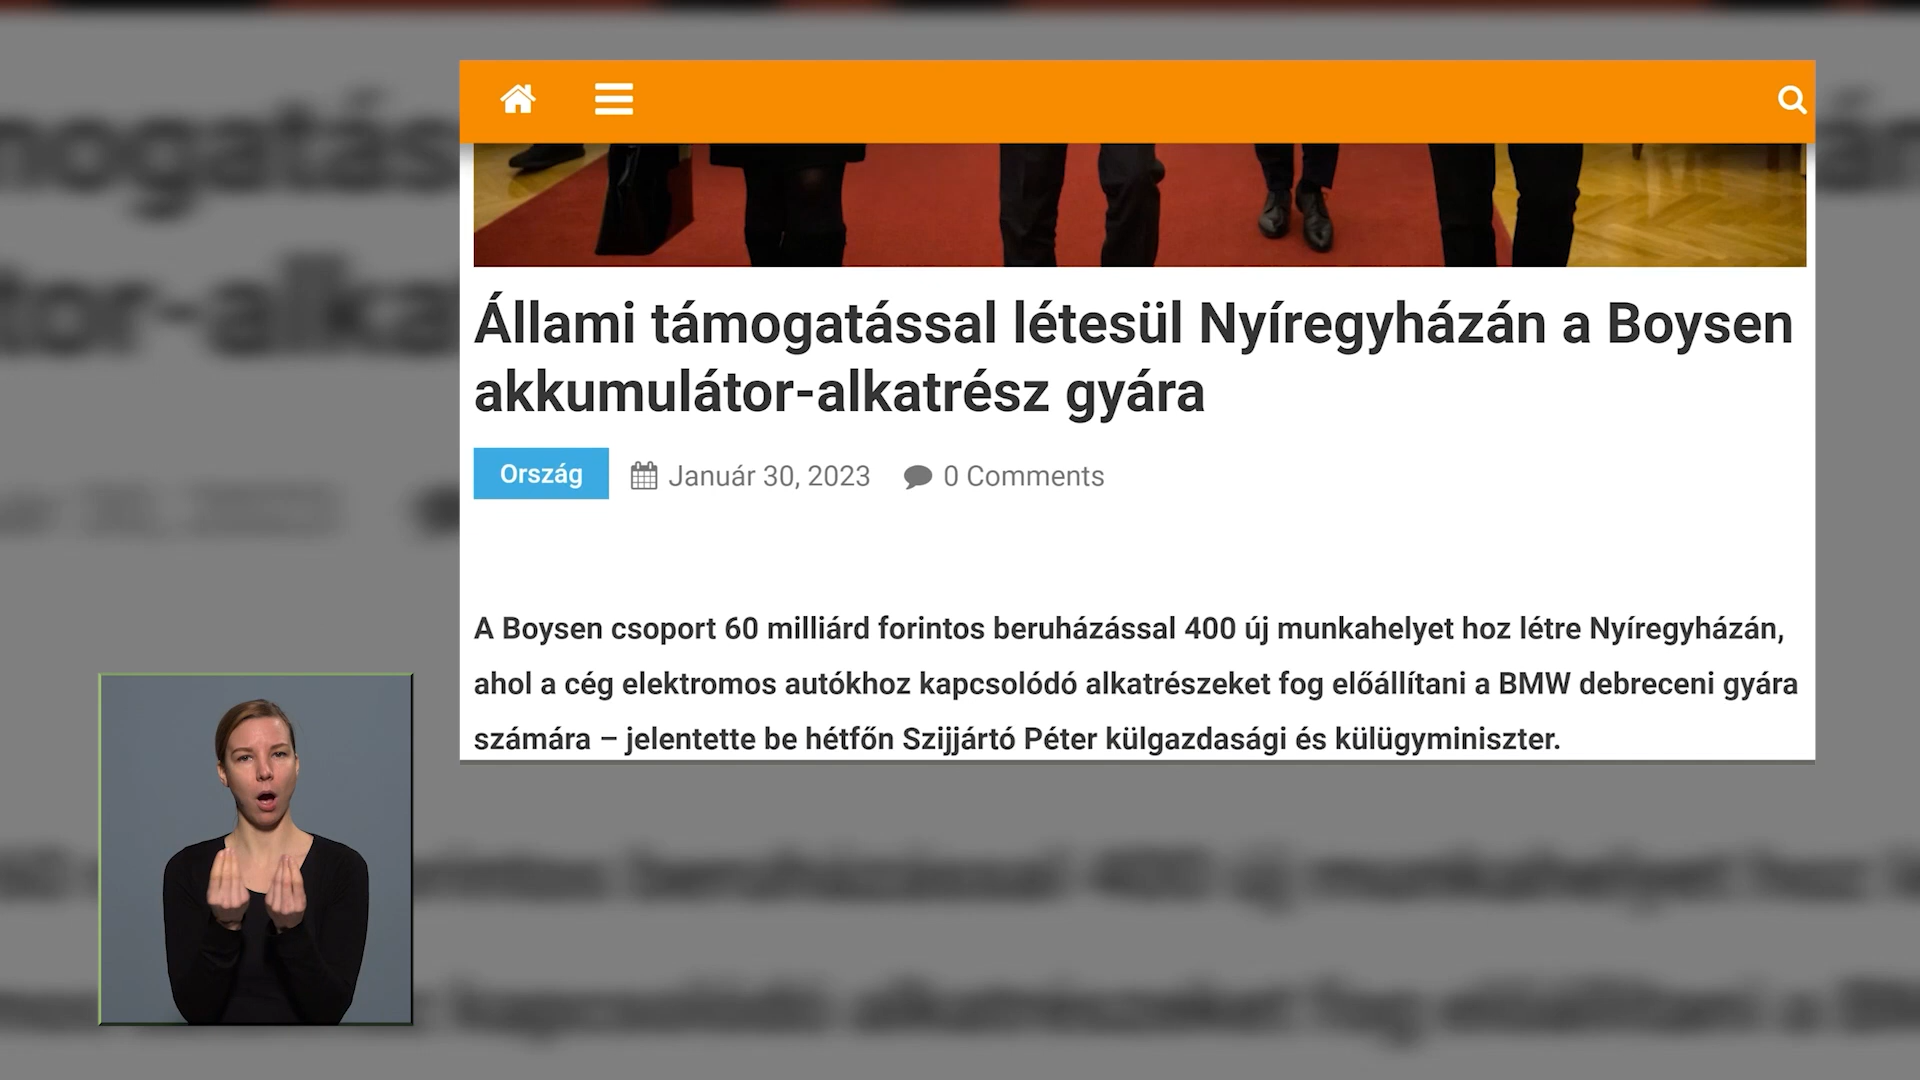 Állami támogatással létesül Nyíregyházán a Boysen
akkumulátor-alkatrész gyára
Ország Január 30, 2023 0 Comments
A Boysen csoport 60 milliárd forintos beruházással 400 új munkahelyet hoz létre Nyíregyházán,
ahol a cég elektromos autókhoz kapcsolódó alkatrészeket fog előállítani a BMW debreceni gyára
számára – jelentette be hétfőn Szijjártó Péter külgazdasági és külügyminiszter.